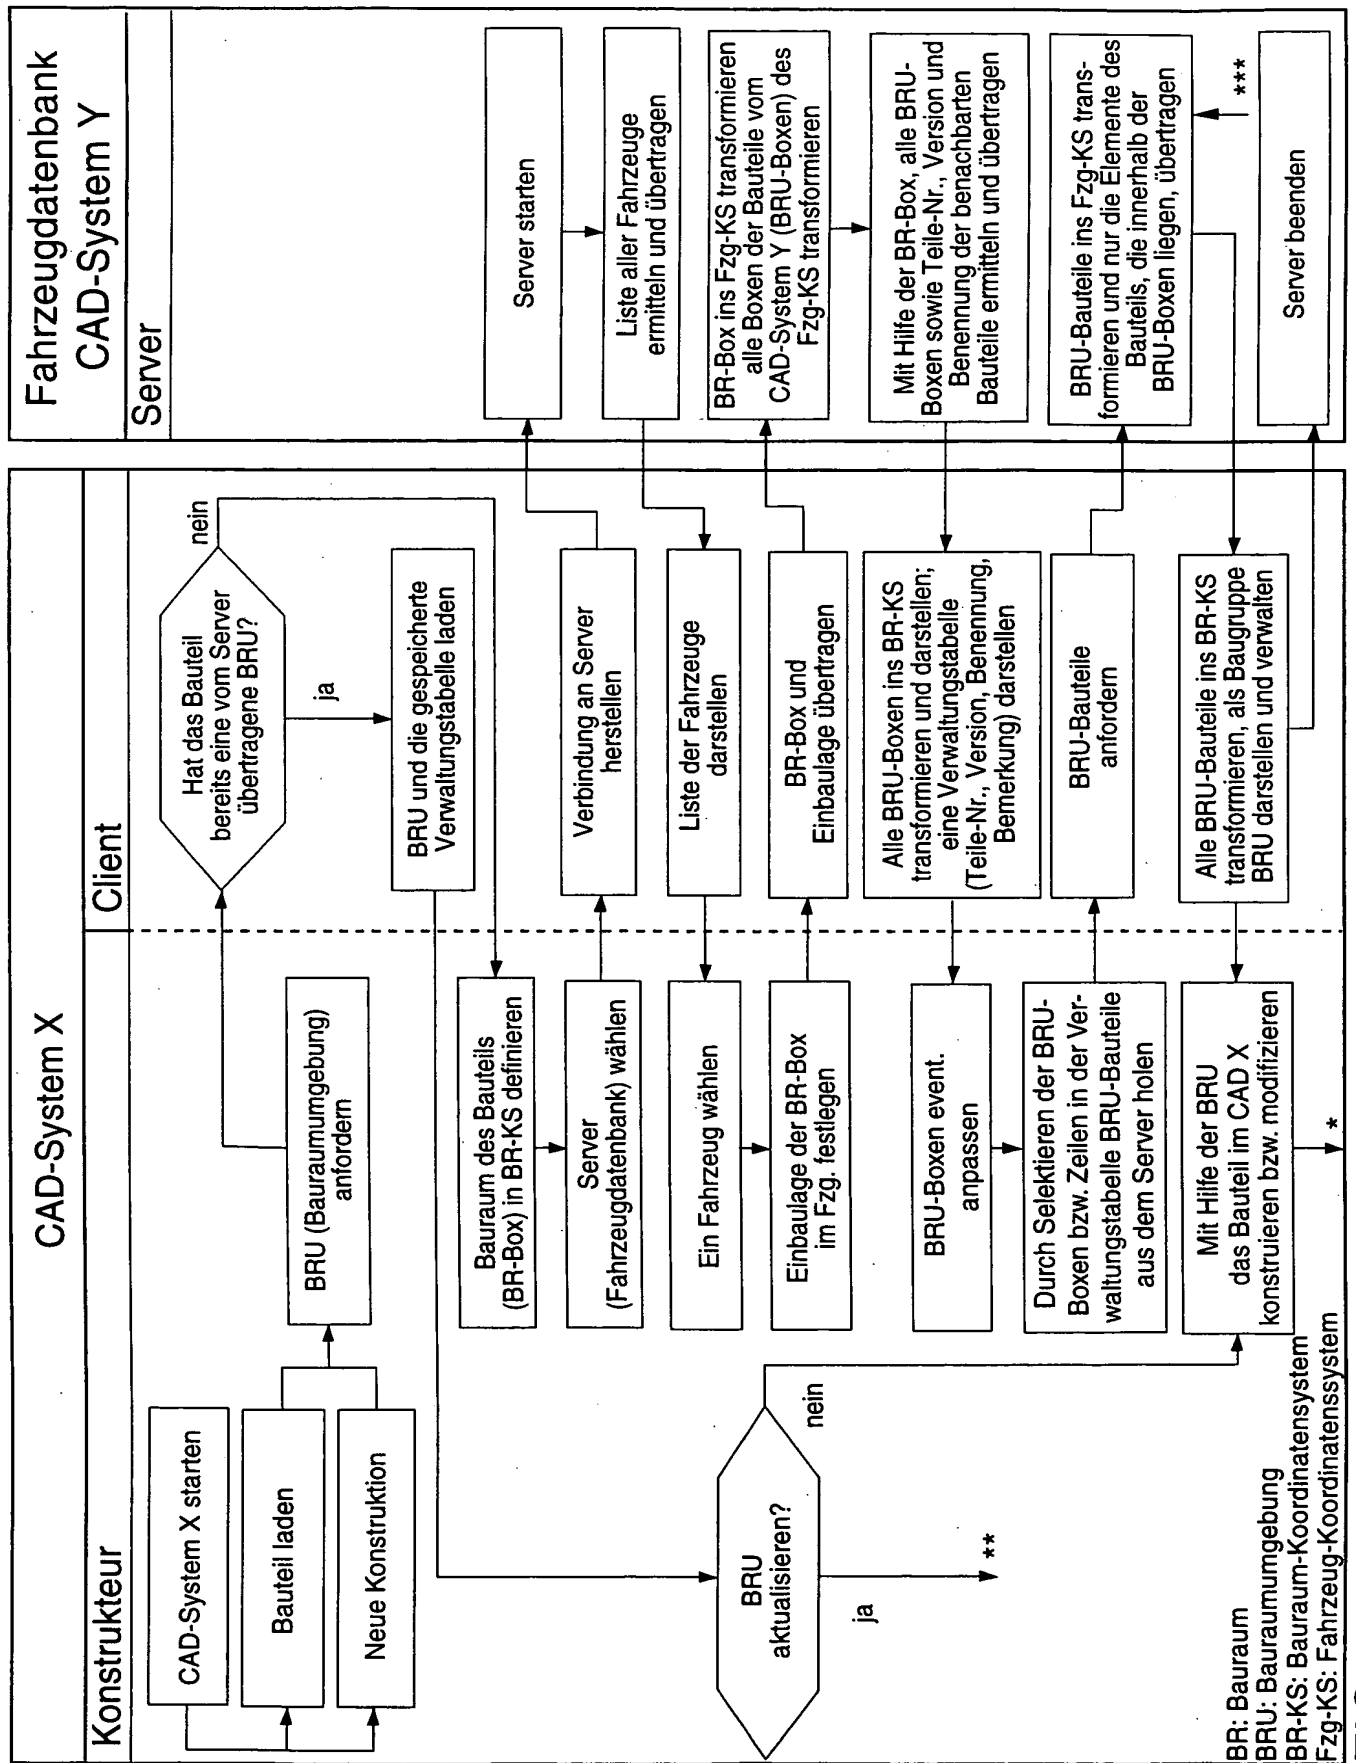 CAD-System X
Konstrukteur
Client
CAD-System X starten
Bauteil laden
Neue Konstruktion
BRU (Bauraumumgebung)
anfordern
Hat das Bauteil
bereits eine vom Server
übertragene BRU?
nein
ja
BRU und die gespeicherte
Verwaltungstabelle laden
Bauraum des Bauteils
(BR-Box) in BR-KS definieren
Server
(Fahrzeugdatenbank) wählen
Verbindung an Server
herstellen
Ein Fahrzeug wählen
Liste der Fahrzeuge
darstellen
BRU
aktualisieren?
nein
ja
**
Einbaulage der BR-Box
im Fzg. festlegen
BR-Box und
Einbaulage übertragen
BRU-Boxen event.
anpassen
Alle BRU-Boxen ins BR-KS
transformieren und darstellen;
eine Verwaltungstabelle
(Teile-Nr., Version, Benennung,
Bemerkung) darstellen
Durch Selektieren der BRU-
Boxen bzw. Zeilen in der Ver-
waltungstabelle BRU-Bauteile
aus dem Server holen
BRU-Bauteile
anfordern
Mit Hilfe der BRU
das Bauteil im CAD X
konstruieren bzw. modifizieren
*
Alle BRU-Bauteile ins BR-KS
transformieren, als Baugruppe
BRU darstellen und verwalten
BR: Bauraum
BRU: Bauraumumgebung
BR-KS: Bauraum-Koordinatensystem
Fzg-KS: Fahrzeug-Koordinatenssystem
Fahrzeugdatenbank
CAD-System Y
Server
Server starten
Liste aller Fahrzeuge
ermitteln und übertragen
BR-Box ins Fzg-KS transformieren
alle Boxen der Bauteile vom
CAD-System Y (BRU-Boxen) des
Fzg-KS transformieren
Mit Hilfe der BR-Box, alle BRU-
Boxen sowie Teile-Nr., Version und
Benennung der benachbarten
Bauteile ermitteln und übertragen
BRU-Bauteile ins Fzg-KS trans-
formieren und nur die Elemente des
Bauteils, die innerhalb der
BRU-Boxen liegen, übertragen
***
Server beenden